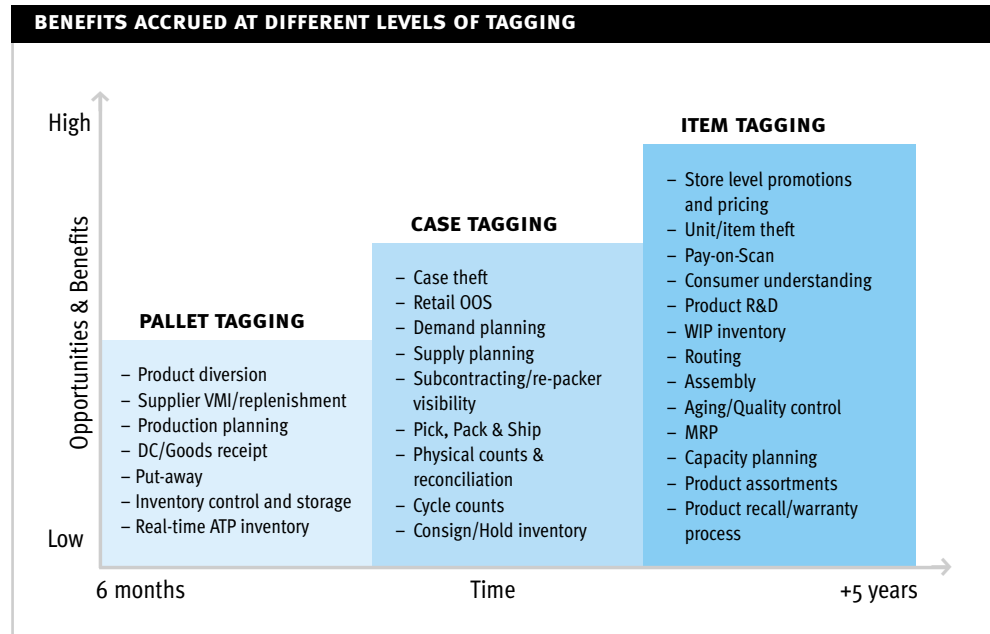 BENEFITS ACCRUED AT DIFFERENT LEVELS OF TAGGING
High
Opportunities & Benefits
Low
PALLET TAGGING
– Product diversion
– Supplier VMI/replenishment
– Production planning
– DC/Goods receipt
– Put-away
– Inventory control and storage
– Real-time ATP inventory
CASE TAGGING
– Case theft
– Retail OOS
– Demand planning
– Supply planning
– Subcontracting/re-packer
visibility
– Pick, Pack & Ship
– Physical counts &
reconciliation
– Cycle counts
– Consign/Hold inventory
ITEM TAGGING
– Store level promotions
and pricing
– Unit/item theft
– Pay-on-Scan
– Consumer understanding
– Product R&D
– WIP inventory
– Routing
– Assembly
– Aging/Quality control
– MRP
– Capacity planning
– Product assortments
– Product recall/warranty
process
6 months
Time
+5 years